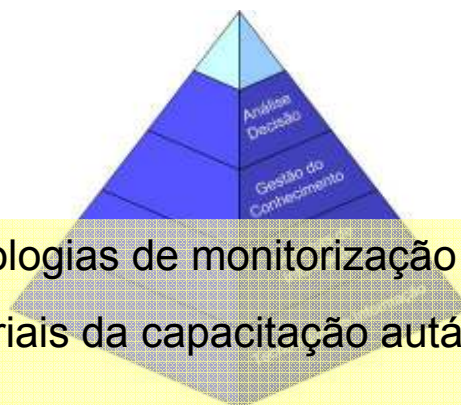 Análise
Decisão
Gestão do
Conhecimento
ologias de monitorização
riais da capacitação autá